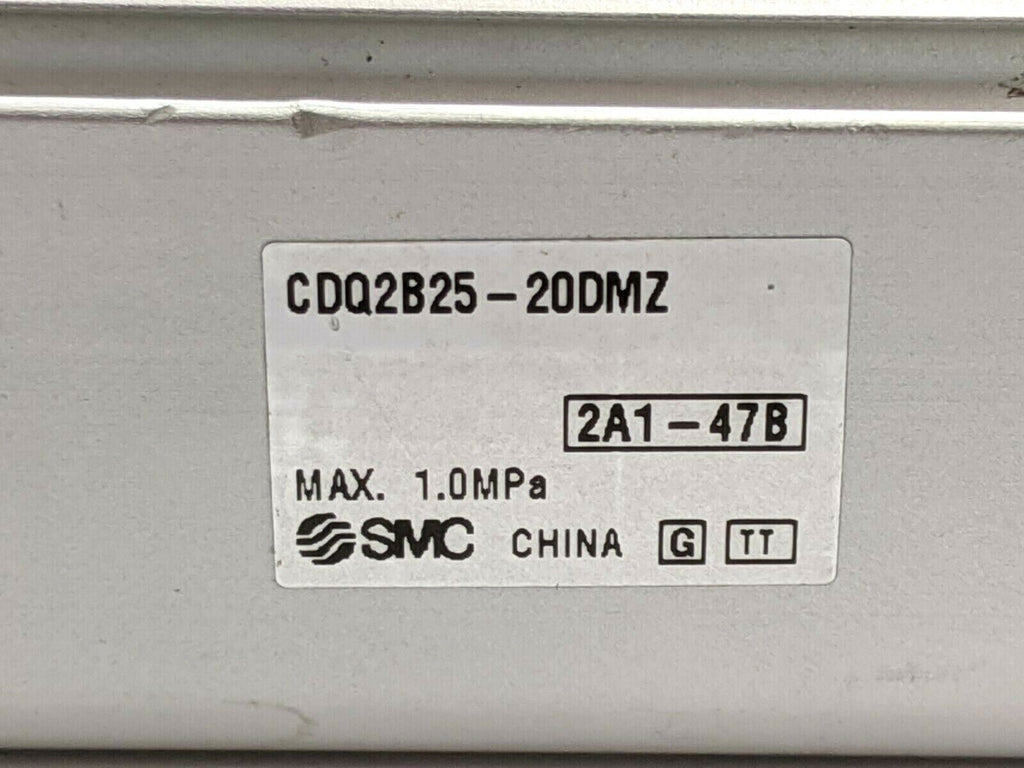 CDQ2B25-20DMZ
2A1-47B
MAX. 1.0MPa
SMC CHINA G TT